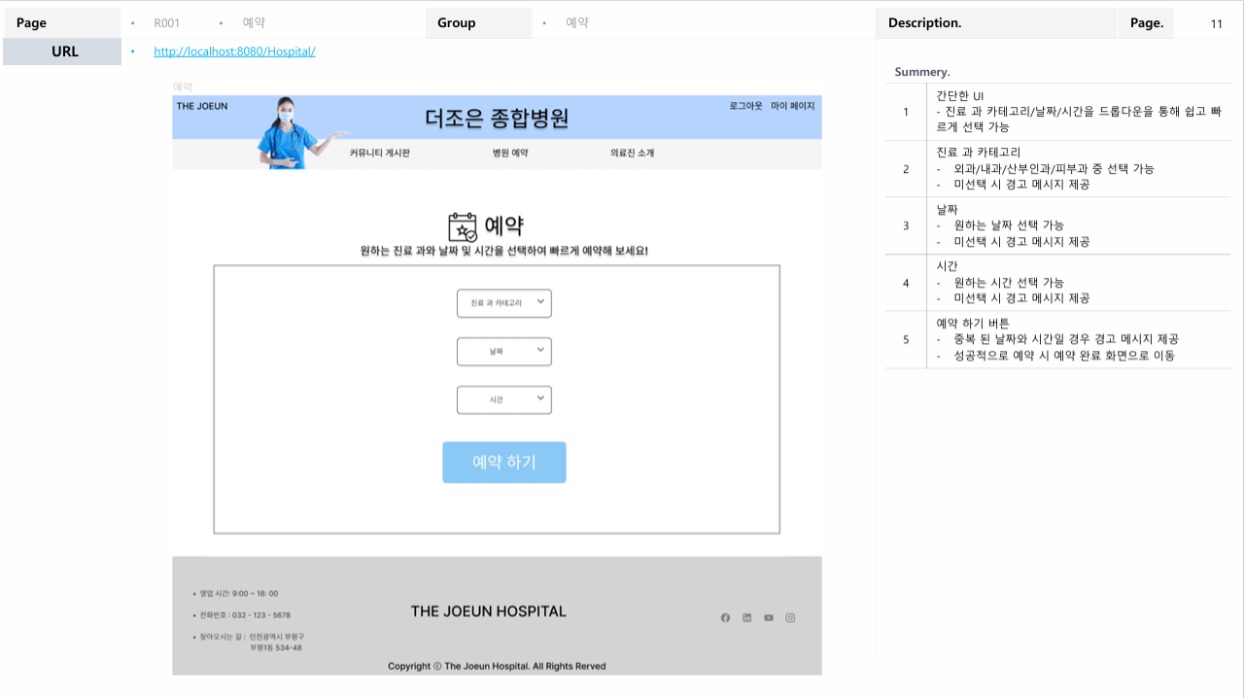 Page
• R001 • 예약
Group
• 예약
Description.
Page.
11
URL
• http://localhost:8080/Hospital/
예약
THE JOEUN
더조은 종합병원
로그아웃 마이 페이지
커뮤니티 게시판
병원 예약
의료진 소개
예약
원하는 진료 과와 날짜 및 시간을 선택하여 빠르게 예약해 보세요!
진료 과 카테고리
날짜
시간
예약 하기
• 영업 시간: 9:00 ~ 18: 00
• 전화번호 : 032 - 123 - 5678
• 찾아오시는 길 : 인천광역시 부평구
부평1동 534-48
THE JOEUN HOSPITAL
Copyright ⓒ The Joeun Hospital. All Rights Rerved
Summery.
1
간단한 UI
- 진료 과 카테고리/날짜/시간을 드롭다운을 통해 쉽고 빠
르게 선택 가능
2
진료 과 카테고리
- 외과/내과/산부인과/피부과 중 선택 가능
- 미선택 시 경고 메시지 제공
3
날짜
- 원하는 날짜 선택 가능
- 미선택 시 경고 메시지 제공
4
시간
- 원하는 시간 선택 가능
- 미선택 시 경고 메시지 제공
5
예약 하기 버튼
- 중복 된 날짜와 시간일 경우 경고 메시지 제공
- 성공적으로 예약 시 예약 완료 화면으로 이동